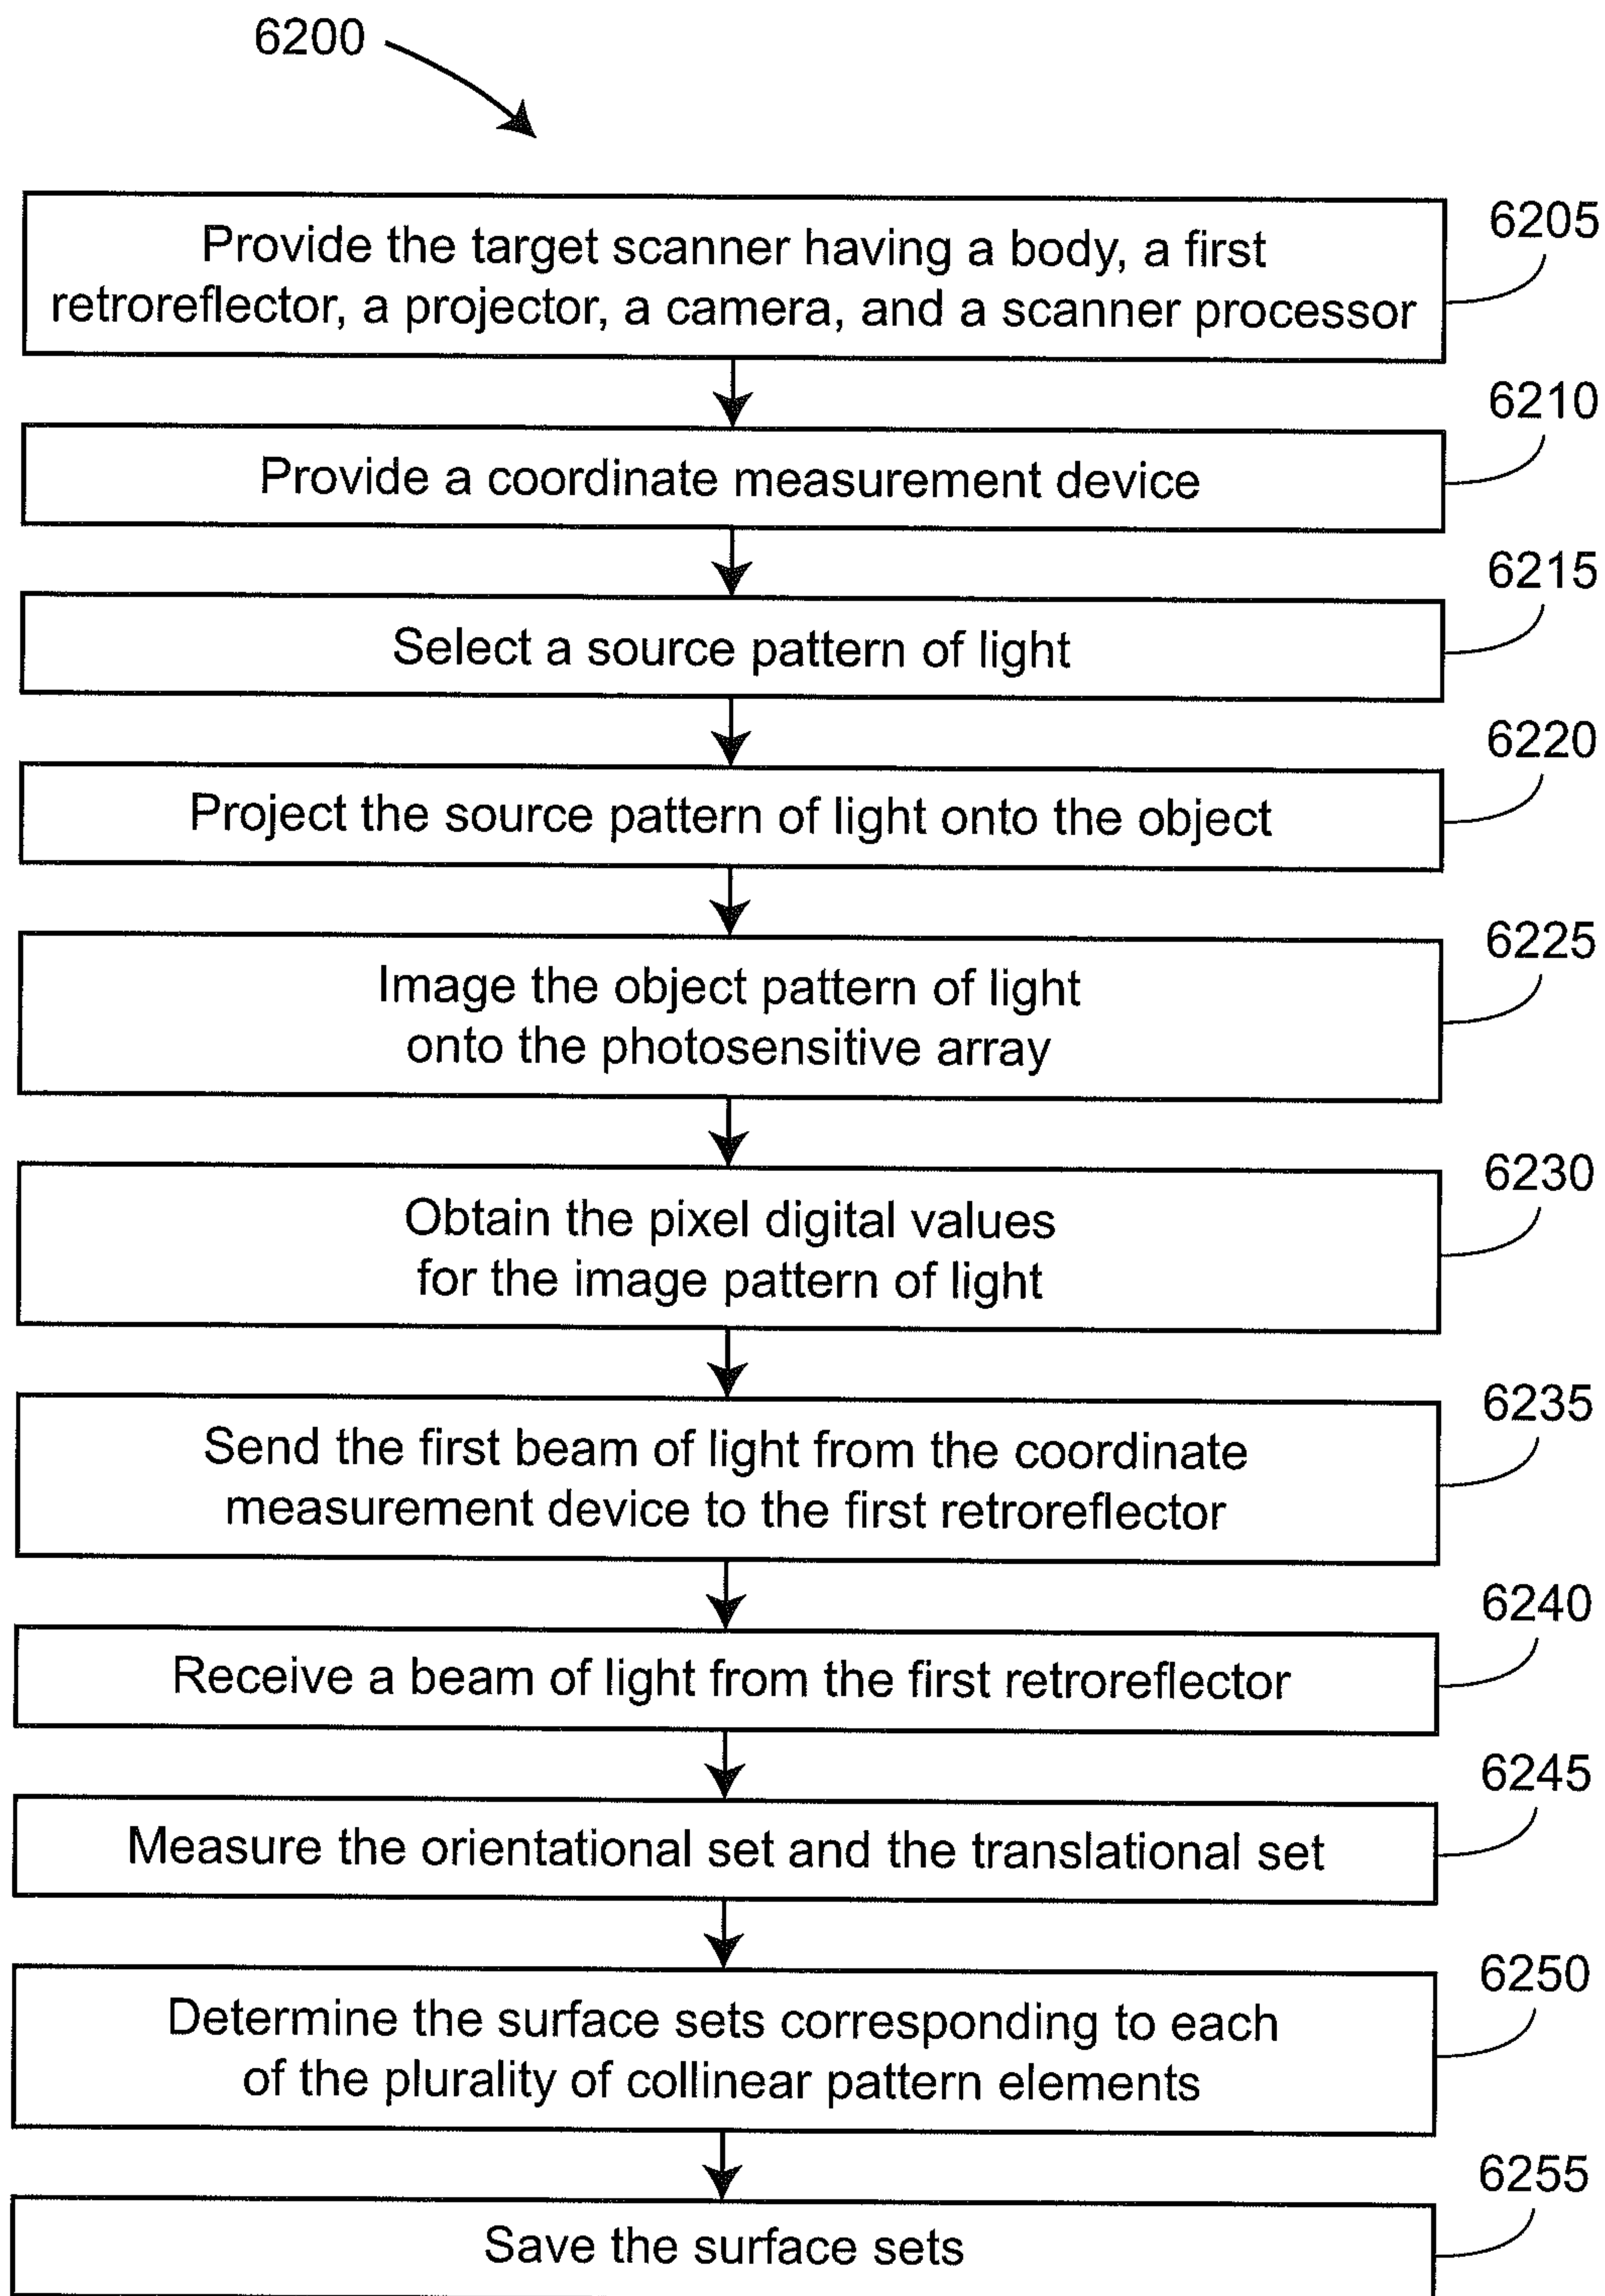 6200
Provide the target scanner having a body, a first
retroreflector, a projector, a camera, and a scanner processor
6205
Provide a coordinate measurement device
6210
Select a source pattern of light
6215
Project the source pattern of light onto the object
6220
Image the object pattern of light
onto the photosensitive array
6225
Obtain the pixel digital values
for the image pattern of light
6230
Send the first beam of light from the coordinate
measurement device to the first retroreflector
6235
Receive a beam of light from the first retroreflector
6240
Measure the orientational set and the translational set
6245
Determine the surface sets corresponding to each
of the plurality of collinear pattern elements
6250
Save the surface sets
6255